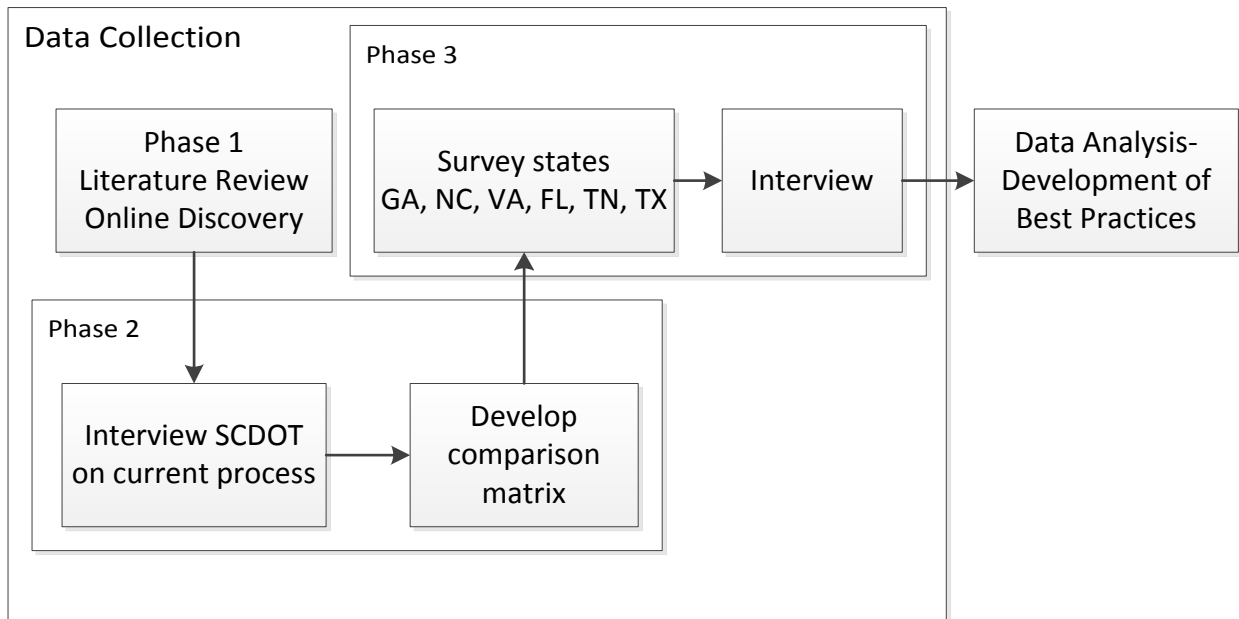 Data Collection
Phase 1
Literature Review
Online Discovery
Phase 2
Interview SCDOT
on current process
Develop
comparison
matrix
Phase 3
Survey states
GA, NC, VA, FL, TN, TX
Interview
Data Analysis-
Development of
Best Practices